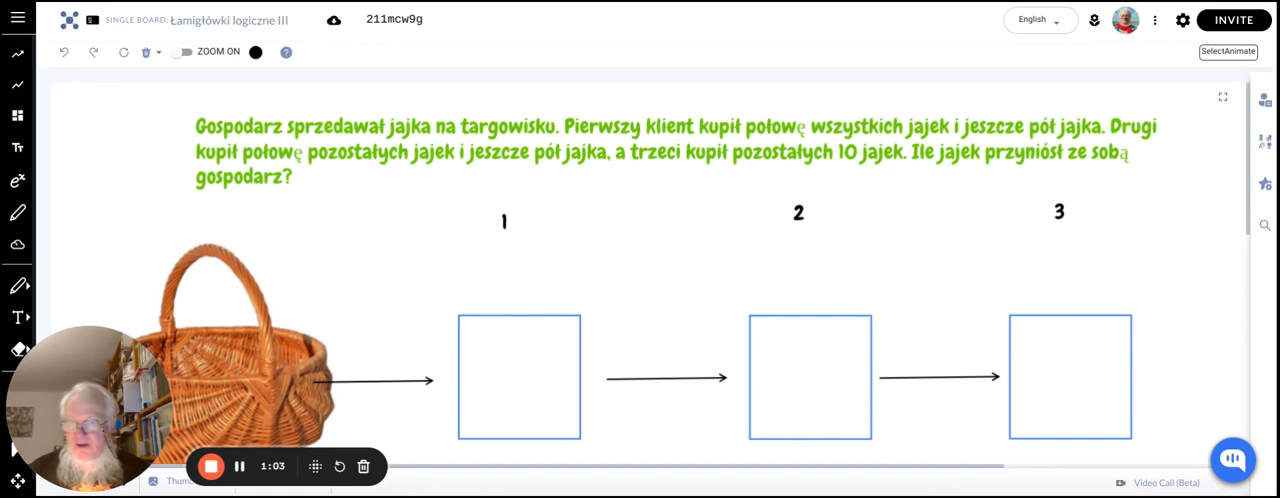 SINGLE BOARD: Łamigłówki logiczne III
211mcw9g
English
INVITE
ZOOM ON
SelectAnimate
Gospodarz sprzedawał jajka na targowisku. Pierwszy klient kupił połowę wszystkich jajek i jeszcze pół jajka. Drugi
kupił połowę pozostałych jajek i jeszcze pół jajka, a trzeci kupił pozostałych 10 jajek. Ile jajek przyniósł ze sobą
gospodarz?
1
2
3
1:03
Video Call (Beta)